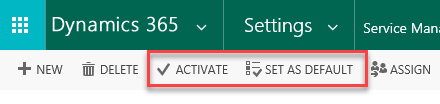 Dynamics 365 Settings Service Mana
+ NEW DELETE ACTIVATE SET AS DEFAULT ASSIGN